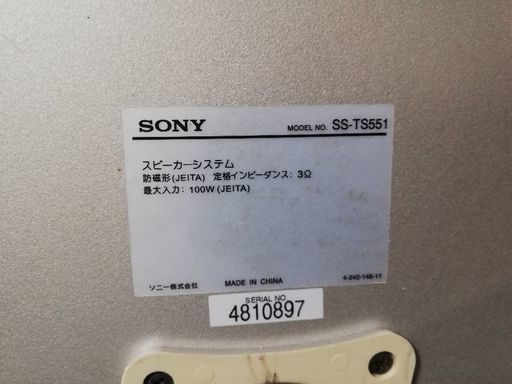 SONY MODEL NO. SS-TS551
スピーカーシステム
防磁形(JEITA) 定格インピーダンス: 3Ω
最大入力: 100W(JEITA)
ソニー株式会社 MADE IN CHINA 4-242-148-11
SERIAL NO.
4810897